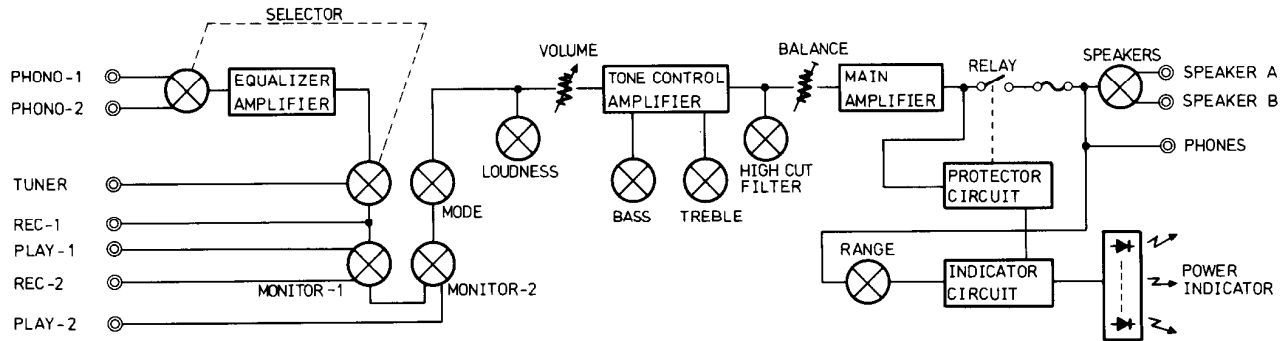 SELECTOR
PHONO-1
PHONO-2
EQUALIZER
AMPLIFIER
TUNER
REC-1
PLAY-1
REC-2
PLAY-2
MONITOR-1
MODE
MONITOR-2
LOUDNESS
VOLUME
TONE CONTROL
AMPLIFIER
BASS
TREBLE
HIGH CUT
FILTER
BALANCE
MAIN
AMPLIFIER
RELAY
SPEAKERS
SPEAKER A
SPEAKER B
PHONES
PROTECTOR
CIRCUIT
RANGE
INDICATOR
CIRCUIT
POWER
INDICATOR